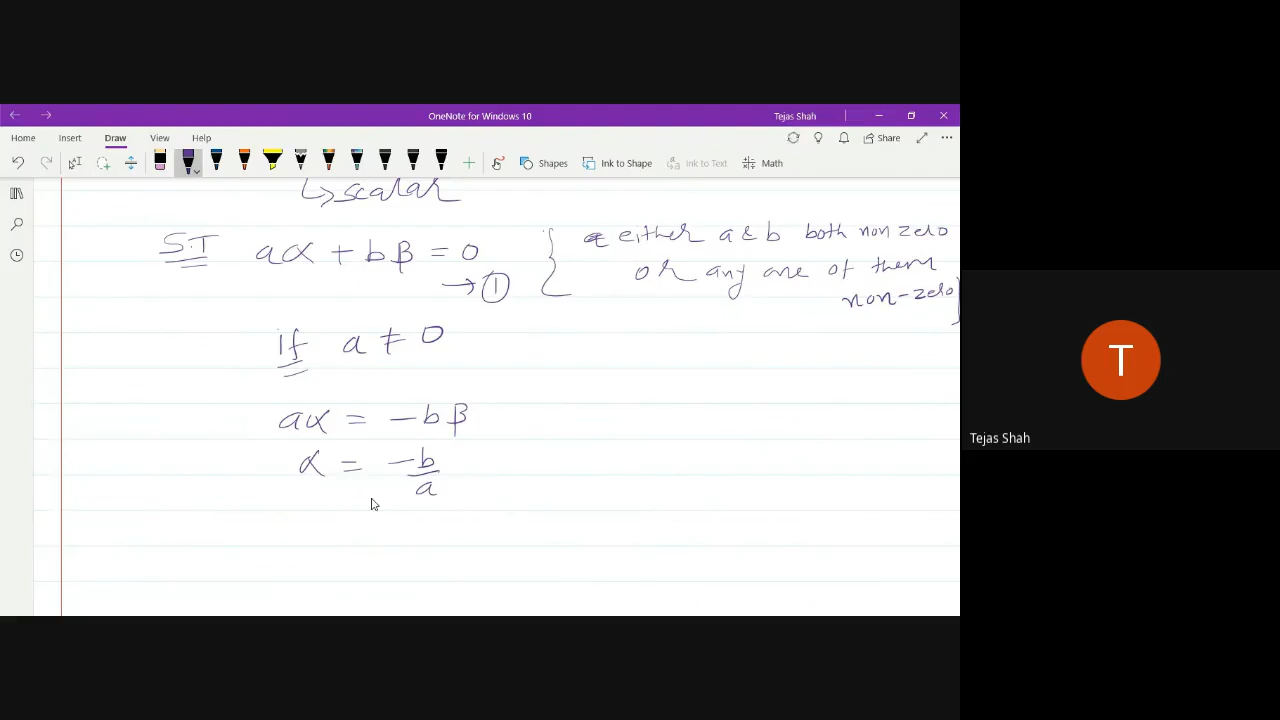 OneNote for Windows 10
Tejas Shah
Home Insert Draw View Help
Share
Shapes Ink to Shape Ink to Text Math
↳ scalar
S.T aα + bβ = 0
→ ①
{ either a & b both non zero
or any one of them
non-zero }
if a ≠ 0
aα = -bβ
α = -b/a
T
Tejas Shah